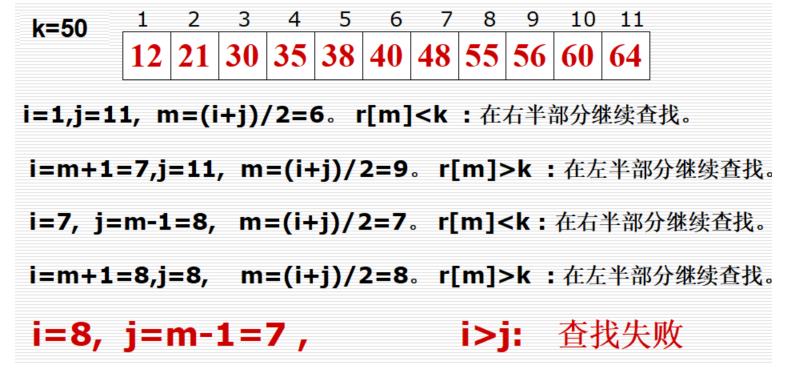 k=50
1 2 3 4 5 6 7 8 9 10 11
12 21 30 35 38 40 48 55 56 60 64
i=1,j=11, m=(i+j)/2=6。 r[m]<k :在右半部分继续查找。
i=m+1=7,j=11, m=(i+j)/2=9。 r[m]>k :在左半部分继续查找。
i=7, j=m-1=8, m=(i+j)/2=7。 r[m]<k:在右半部分继续查找。
i=m+1=8,j=8, m=(i+j)/2=8。 r[m]>k :在左半部分继续查找。
i=8, j=m-1=7 , i>j: 查找失败